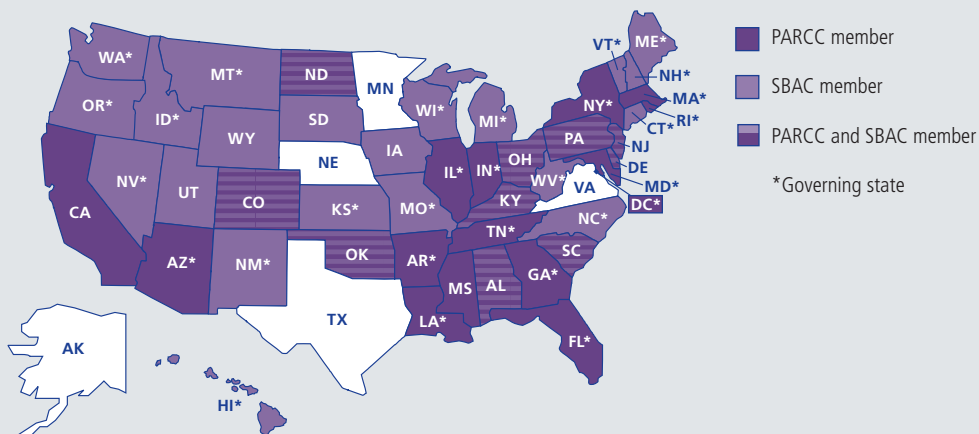 WA*
OR*
ID*
MT*
WY
NV*
UT
CA
AZ*
NM*
CO
ND
SD
NE
KS*
OK
TX
MN
IA
MO*
AR*
LA*
WI*
IL*
MI*
IN*
OH
KY
TN*
MS
AL
GA*
FL*
SC
NC*
VA
WV*
PA
NY*
VT*
ME*
NH*
MA*
RI*
CT*
NJ
DE
MD*
DC*
AK
HI*
PARCC member
SBAC member
PARCC and SBAC member
*Governing state